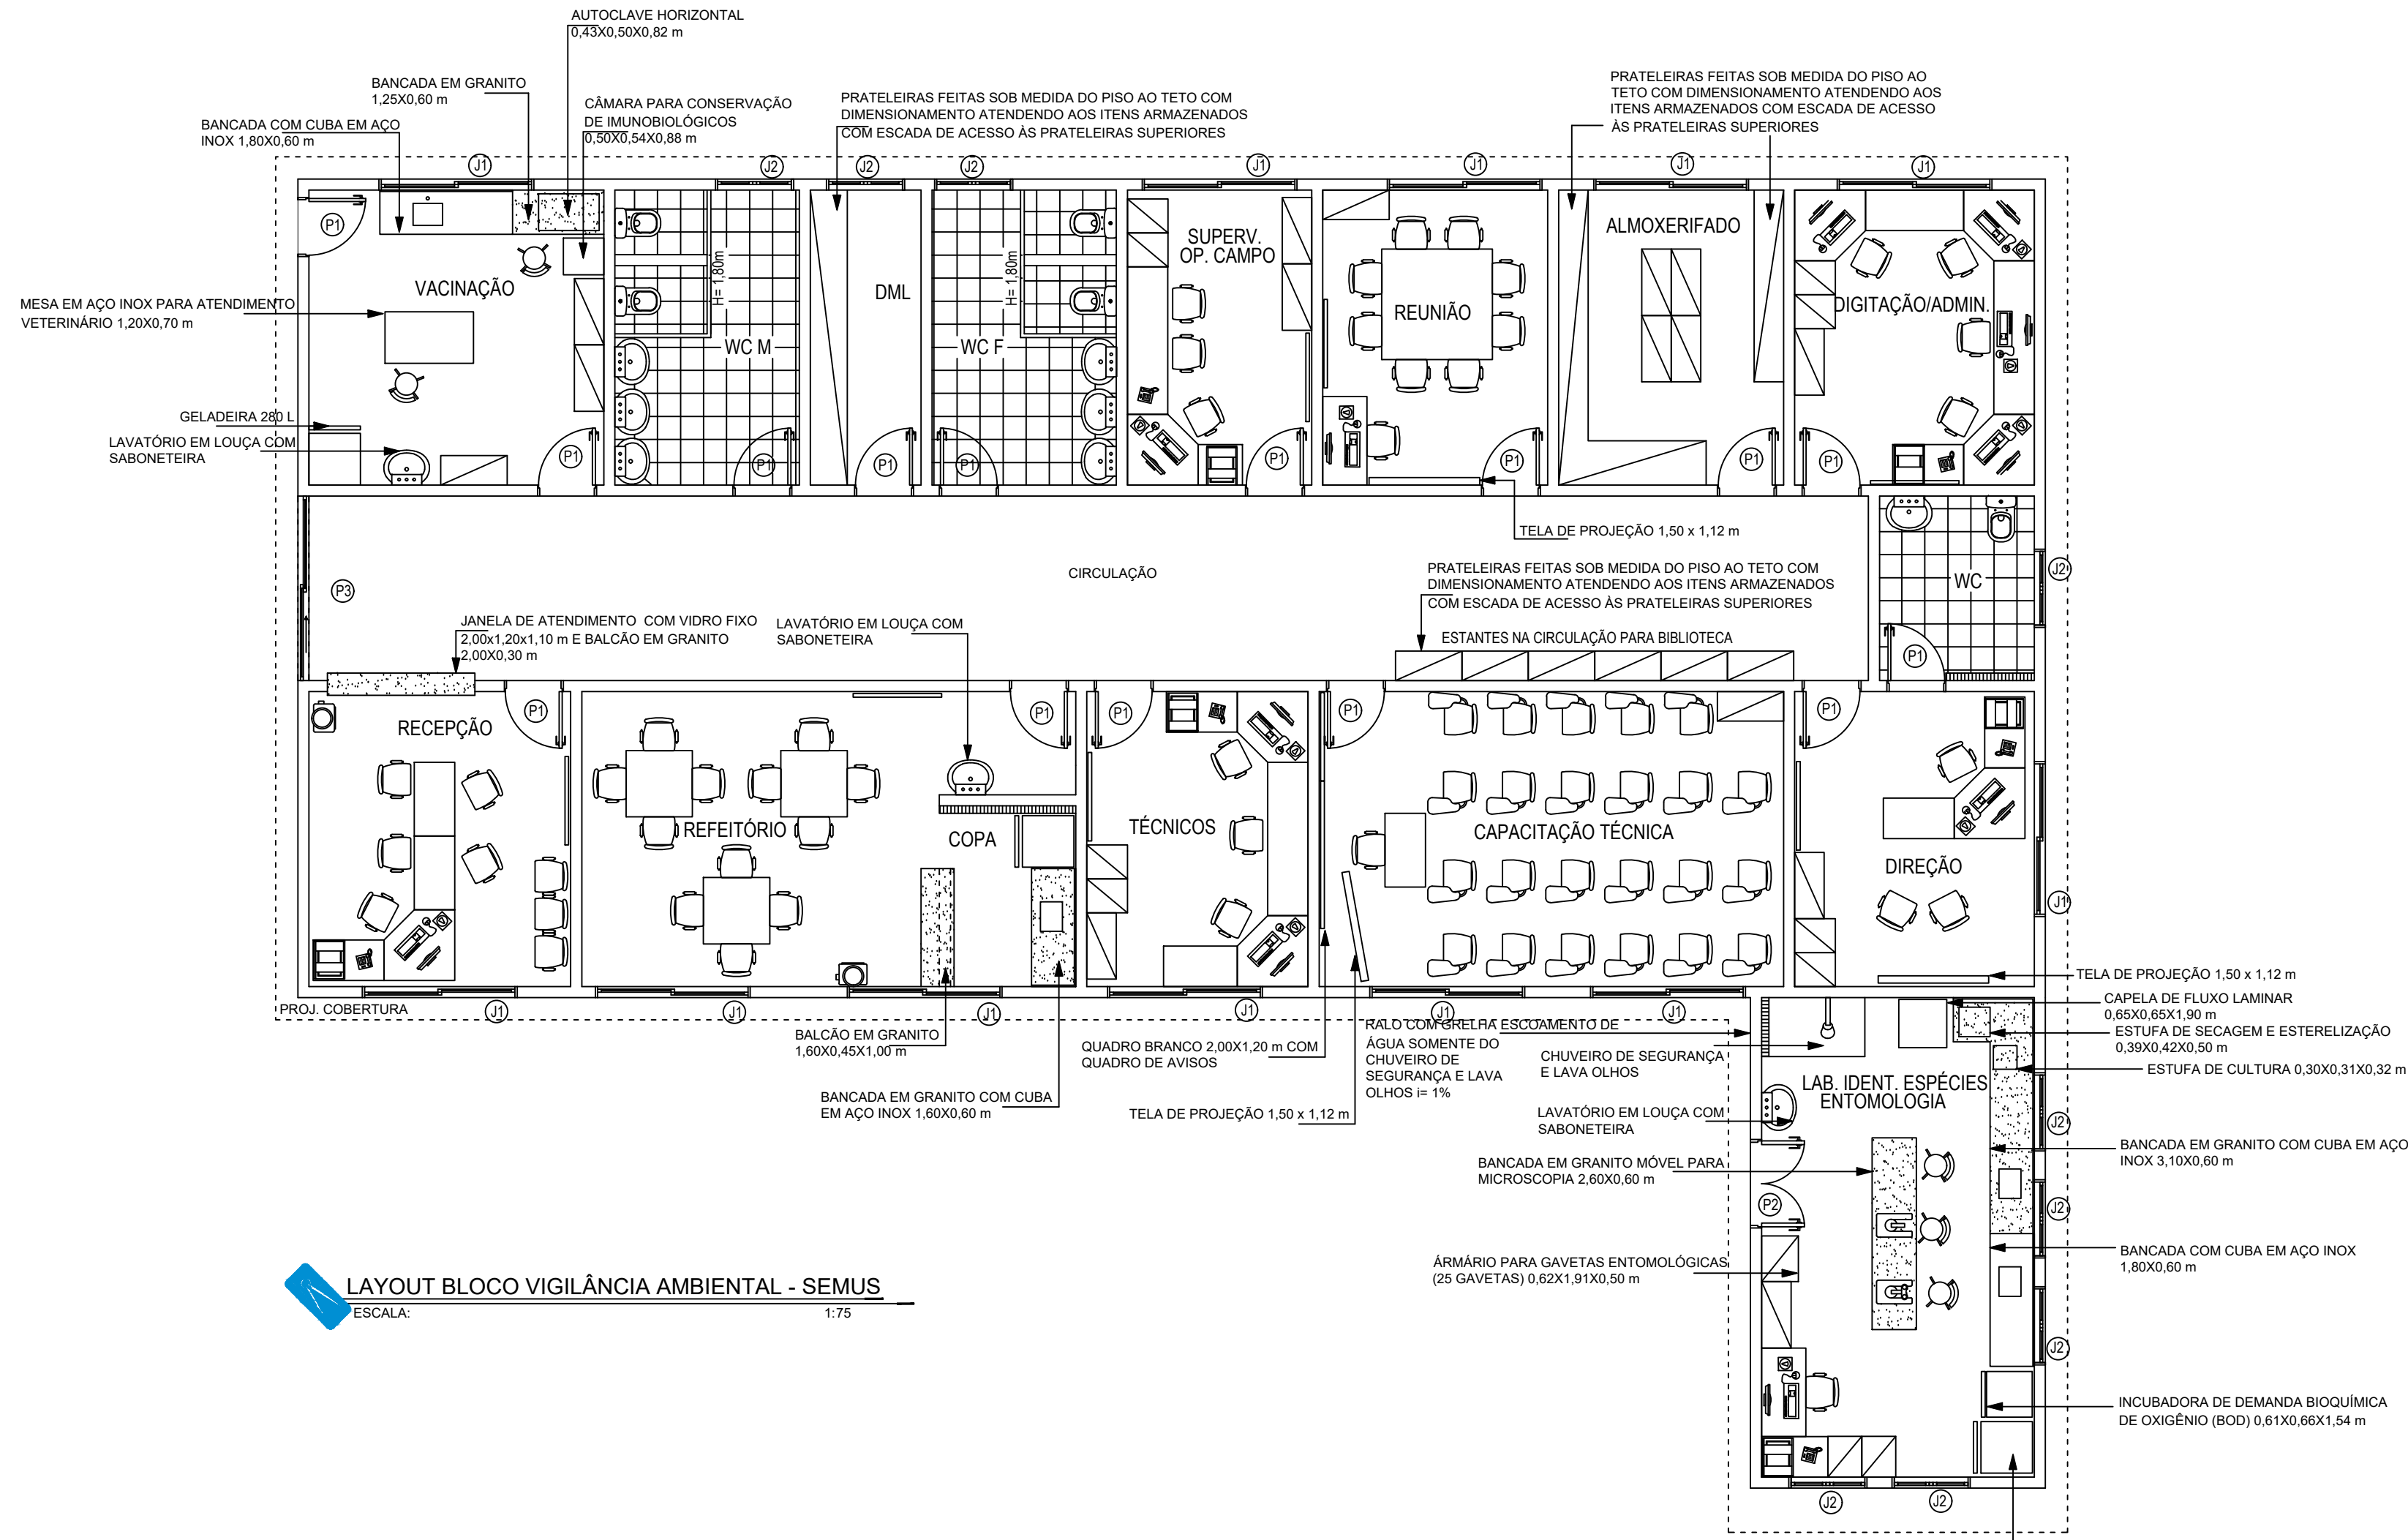 AUTOCLAVE HORIZONTAL
0,43X0,50X0,82 m
BANCADA EM GRANITO
1,25X0,60 m
CÂMARA PARA CONSERVAÇÃO
DE IMUNOBIOLÓGICOS
0,50X0,54X0,88 m
BANCADA COM CUBA EM AÇO
INOX 1,80X0,60 m
PRATELEIRAS FEITAS SOB MEDIDA DO PISO AO TETO COM
DIMENSIONAMENTO ATENDENDO AOS ITENS ARMAZENADOS
COM ESCADA DE ACESSO ÀS PRATELEIRAS SUPERIORES
PRATELEIRAS FEITAS SOB MEDIDA DO PISO AO
TETO COM DIMENSIONAMENTO ATENDENDO AOS
ITENS ARMAZENADOS COM ESCADA DE ACESSO
ÀS PRATELEIRAS SUPERIORES
J1
J2
J2
J2
J1
J1
J1
J1
P1
VACINAÇÃO
H= 1,80m
WC M
DML
H= 1,80m
WC F
SUPERV.
OP. CAMPO
REUNIÃO
ALMOXERIFADO
DIGITAÇÃO/ADMIN.
MESA EM AÇO INOX PARA ATENDIMENTO
VETERINÁRIO 1,20X0,70 m
GELADEIRA 280 L
LAVATÓRIO EM LOUÇA COM
SABONETEIRA
P1
P1
P1
P1
P1
P1
P1
P1
TELA DE PROJEÇÃO 1,50 x 1,12 m
CIRCULAÇÃO
P3
PRATELEIRAS FEITAS SOB MEDIDA DO PISO AO TETO COM
DIMENSIONAMENTO ATENDENDO AOS ITENS ARMAZENADOS
COM ESCADA DE ACESSO ÀS PRATELEIRAS SUPERIORES
ESTANTES NA CIRCULAÇÃO PARA BIBLIOTECA
WC
J2
P1
JANELA DE ATENDIMENTO COM VIDRO FIXO
2,00x1,20x1,10 m E BALCÃO EM GRANITO
2,00X0,30 m
LAVATÓRIO EM LOUÇA COM
SABONETEIRA
P1
P1
P1
P1
P1
RECEPÇÃO
REFEITÓRIO
COPA
TÉCNICOS
CAPACITAÇÃO TÉCNICA
DIREÇÃO
J1
PROJ. COBERTURA
J1
J1
J1
J1
J1
J1
BALCÃO EM GRANITO
1,60X0,45X1,00 m
BANCADA EM GRANITO COM CUBA
EM AÇO INOX 1,60X0,60 m
QUADRO BRANCO 2,00X1,20 m COM
QUADRO DE AVISOS
TELA DE PROJEÇÃO 1,50 x 1,12 m
RALO COM GRELHA ESCOAMENTO DE
ÁGUA SOMENTE DO
CHUVEIRO DE
SEGURANÇA E LAVA
OLHOS i= 1%
CHUVEIRO DE SEGURANÇA
E LAVA OLHOS
LAVATÓRIO EM LOUÇA COM
SABONETEIRA
BANCADA EM GRANITO MÓVEL PARA
MICROSCOPIA 2,60X0,60 m
ÁRMÁRIO PARA GAVETAS ENTOMOLÓGICAS
(25 GAVETAS) 0,62X1,91X0,50 m
LAB. IDENT. ESPÉCIES
ENTOMOLOGIA
P2
TELA DE PROJEÇÃO 1,50 x 1,12 m
CAPELA DE FLUXO LAMINAR
0,65X0,65X1,90 m
ESTUFA DE SECAGEM E ESTERELIZAÇÃO
0,39X0,42X0,50 m
ESTUFA DE CULTURA 0,30X0,31X0,32 m
J2
BANCADA EM GRANITO COM CUBA EM AÇO
INOX 3,10X0,60 m
J2
BANCADA COM CUBA EM AÇO INOX
1,80X0,60 m
J2
INCUBADORA DE DEMANDA BIOQUÍMICA
DE OXIGÊNIO (BOD) 0,61X0,66X1,54 m
J2
J2
LAYOUT BLOCO VIGILÂNCIA AMBIENTAL - SEMUS
ESCALA: 1:75